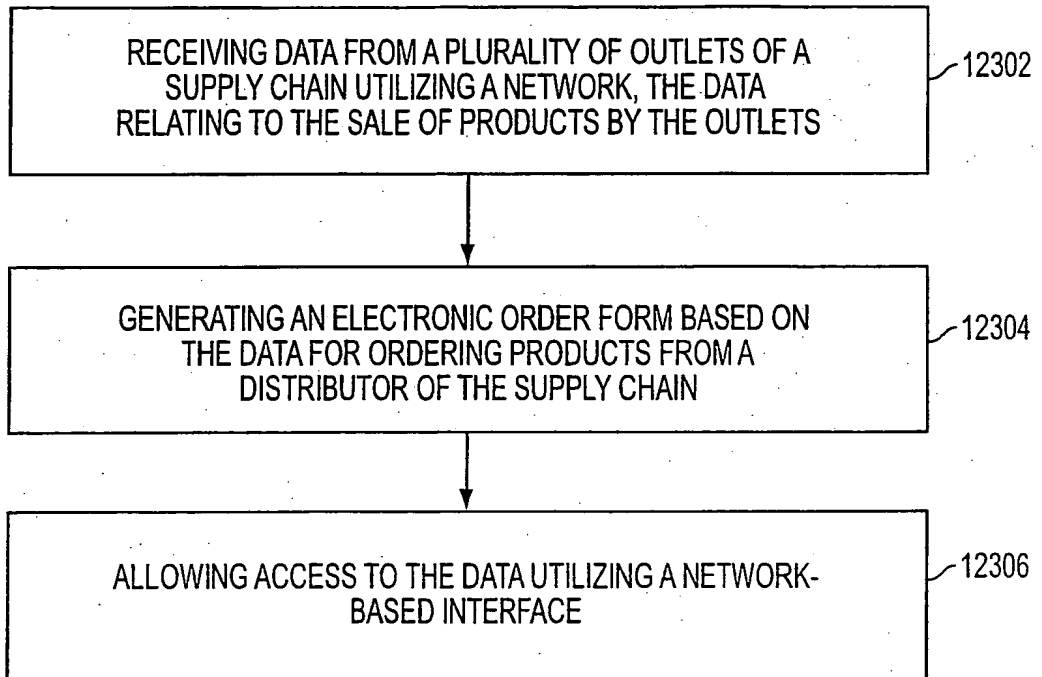 RECEIVING DATA FROM A PLURALITY OF OUTLETS OF A
SUPPLY CHAIN UTILIZING A NETWORK, THE DATA
RELATING TO THE SALE OF PRODUCTS BY THE OUTLETS
12302
GENERATING AN ELECTRONIC ORDER FORM BASED ON
THE DATA FOR ORDERING PRODUCTS FROM A
DISTRIBUTOR OF THE SUPPLY CHAIN
12304
ALLOWING ACCESS TO THE DATA UTILIZING A NETWORK-
BASED INTERFACE
12306